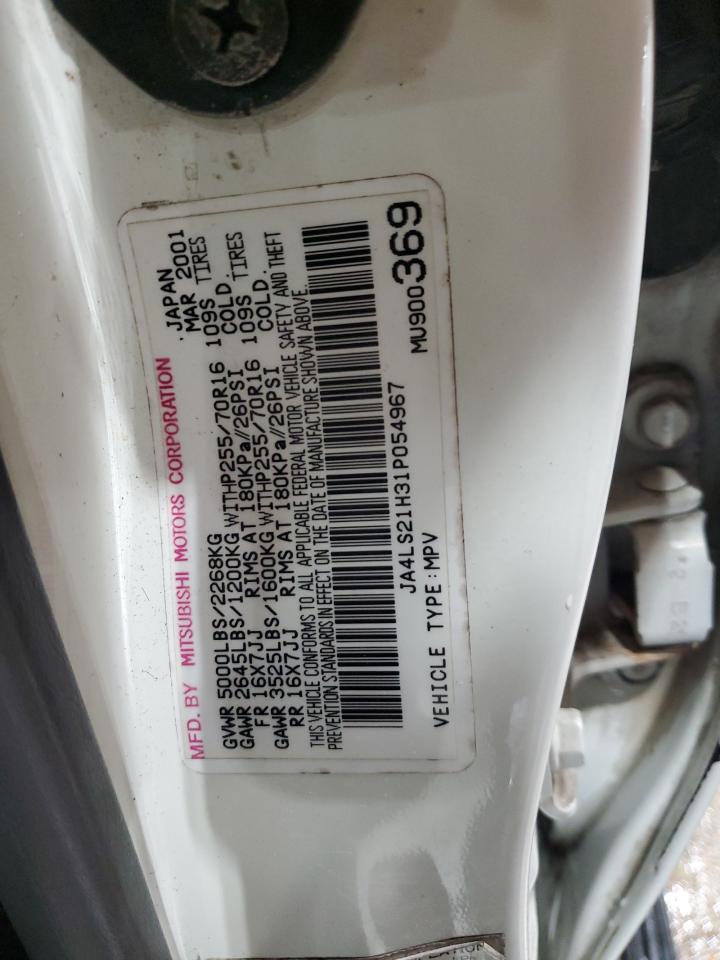 MFD. BY MITSUBISHI MOTORS CORPORATION JAPAN
MAR 2001
GVWR 5000LBS/2268KG
GAWR 2645LBS/1200KG WITHP255/70R16 109S TIRES
FR 16X7JJ RIMS AT 180KPa//26PSI COLD.
GAWR 3525LBS/1600KG WITHP255/70R16 109S TIRES
RR 16X7JJ RIMS AT 180KPa//26PSI COLD.
THIS VEHICLE CONFORMS TO ALL APPLICABLE FEDERAL MOTOR VEHICLE SAFETY AND THEFT
PREVENTION STANDARDS IN EFFECT ON THE DATE OF MANUFACTURE SHOWN ABOVE.
JA4LS21H31P054967
VEHICLE TYPE:MPV MU900369